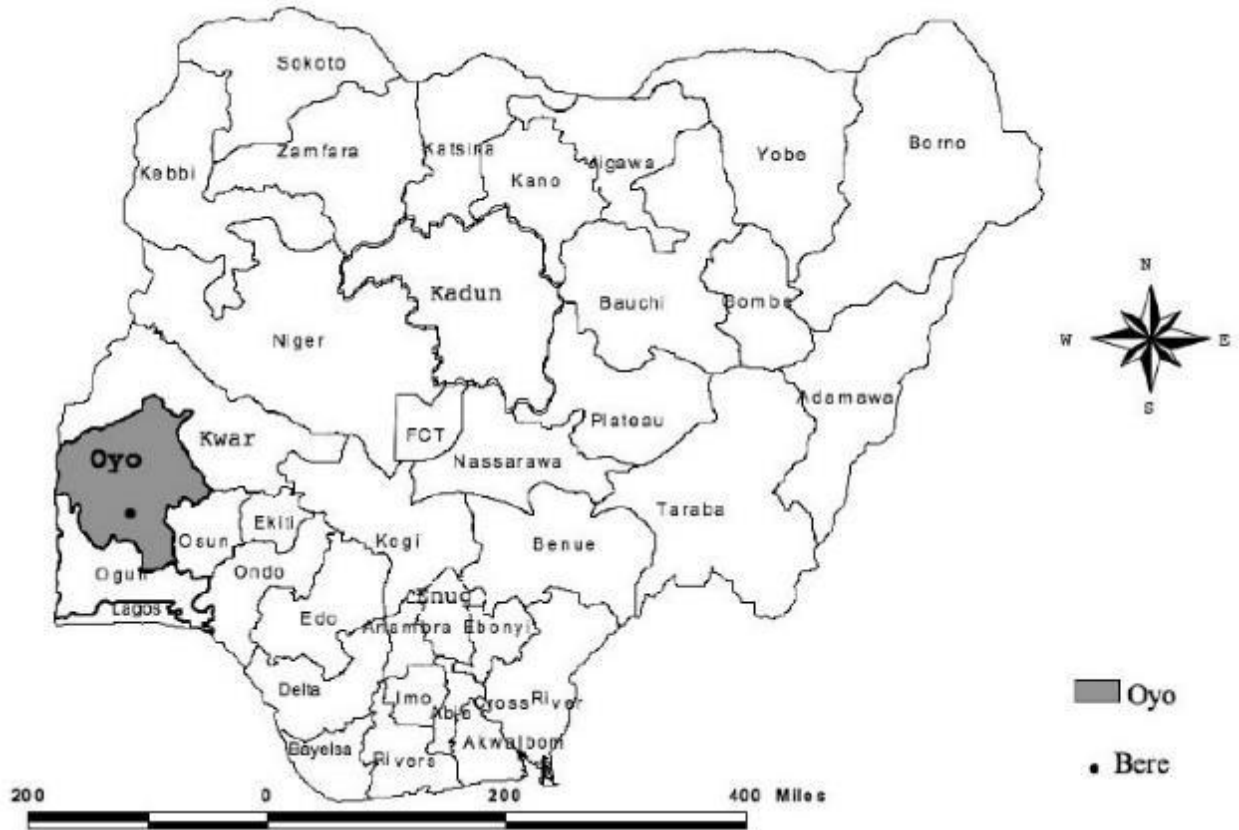 Sokoto
Zamfara
Katsina
Kebbi
Kano
Jigawa
Yobe
Borno
Kadun
Bauchi
Bombe
Niger
Adamawa
Plateau
FCT
Kwar
Nassarawa
Oyo
Taraba
Ekiti
Osun
Kogi
Benue
Ogun
Ondo
Enug
Lagos
Edo
Anambra
Ebonyi
Delta
Imo
Abia
Cross River
Bayelsa
Rivers
Akwaibom
N
W E
S
Oyo
Bere
200 0 200 400 Miles